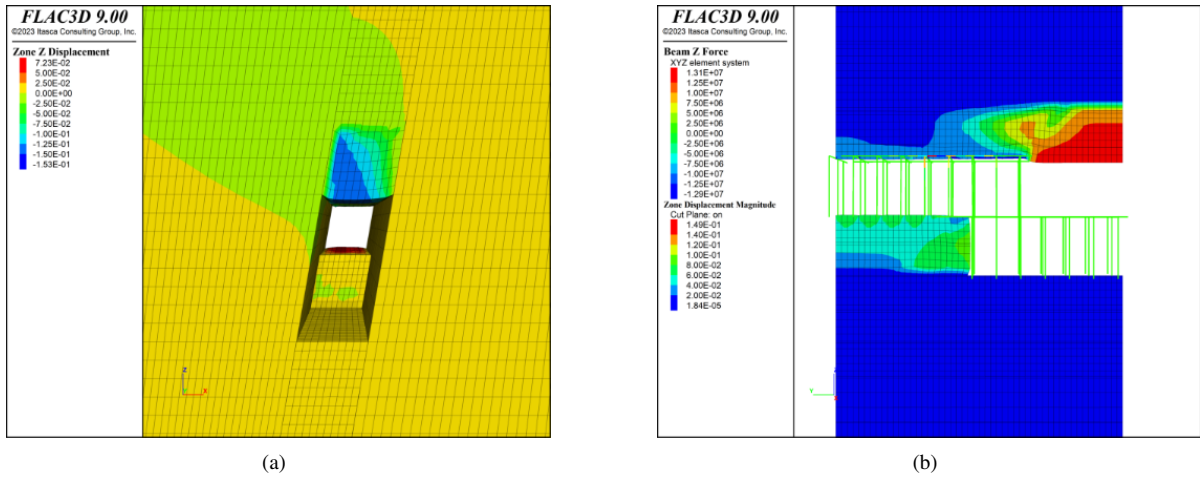 FLAC3D 9.00
©2023 Itasca Consulting Group, Inc.
Zone Z Displacement
7.23E-02
5.00E-02
2.50E-02
0.00E+00
-2.50E-02
-5.00E-02
-7.50E-02
-1.00E-01
-1.25E-01
-1.50E-01
-1.53E-01
Z
X
(a)
FLAC3D 9.00
©2023 Itasca Consulting Group, Inc.
Beam Z Force
XYZ element system
1.31E+07
1.25E+07
1.00E+07
7.50E+06
5.00E+06
2.50E+06
0.00E+00
-2.50E+06
-5.00E+06
-7.50E+06
-1.00E+07
-1.25E+07
-1.29E+07
Zone Displacement Magnitude
Cut Plane: on
1.49E-01
1.40E-01
1.20E-01
1.00E-01
8.00E-02
6.00E-02
4.00E-02
2.00E-02
1.84E-05
Y
(b)